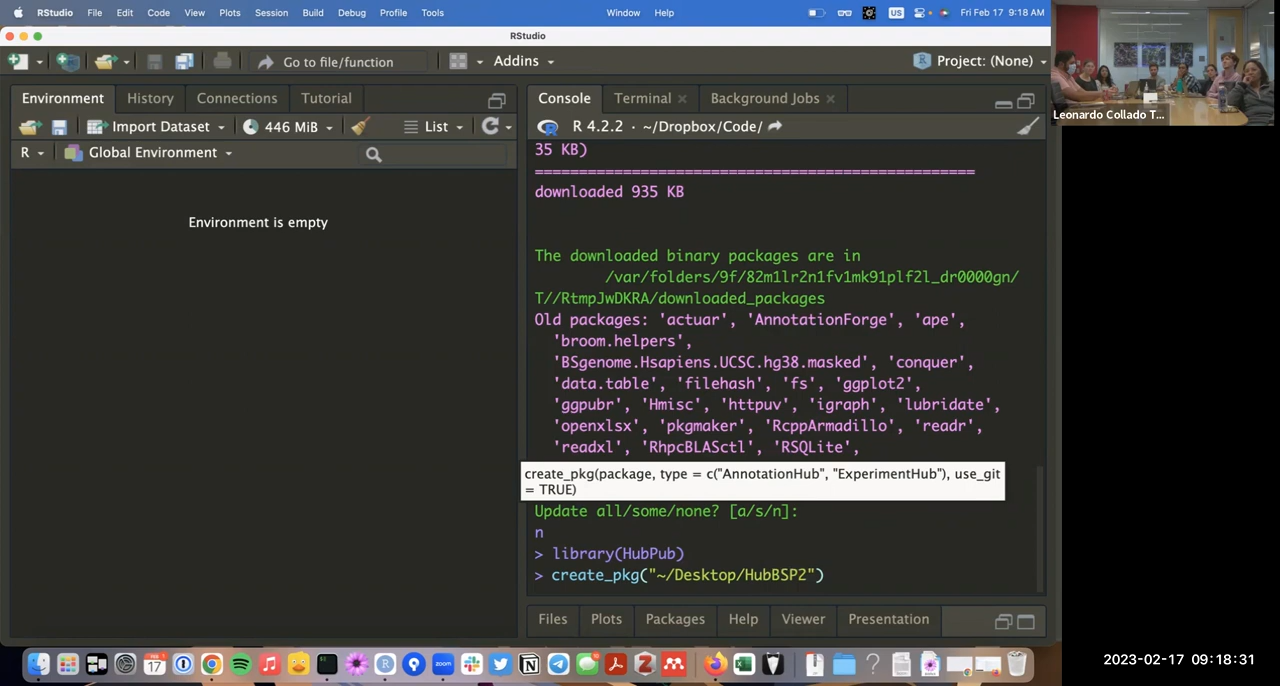 RStudio File Edit Code View Plots Session Build Debug Profile Tools Window Help US Fri Feb 17 9:18 AM
RStudio
Go to file/function Addins Project: (None)
Environment History Connections Tutorial
Import Dataset 446 MiB List
R Global Environment
Environment is empty
Console Terminal Background Jobs
R 4.2.2 · ~/Dropbox/Code/
35 KB)
==================================================
downloaded 935 KB
The downloaded binary packages are in
/var/folders/9f/82m1lr2n1fv1mk91plf2l_dr0000gn/
T//RtmpJwDKRA/downloaded_packages
Old packages: 'actuar', 'AnnotationForge', 'ape',
'broom.helpers',
'BSgenome.Hsapiens.UCSC.hg38.masked', 'conquer',
'data.table', 'filehash', 'fs', 'ggplot2',
'ggpubr', 'Hmisc', 'httpuv', 'igraph', 'lubridate',
'openxlsx', 'pkgmaker', 'RcppArmadillo', 'readr',
'readxl', 'RhpcBLASctl', 'RSQLite',
create_pkg(package, type = c("AnnotationHub", "ExperimentHub"), use_git
= TRUE)
Update all/some/none? [a/s/n]:
n
> library(HubPub)
> create_pkg("~/Desktop/HubBSP2")
Files Plots Packages Help Viewer Presentation
Leonardo Collado T...
FEB
17
zoom
2023-02-17 09:18:31